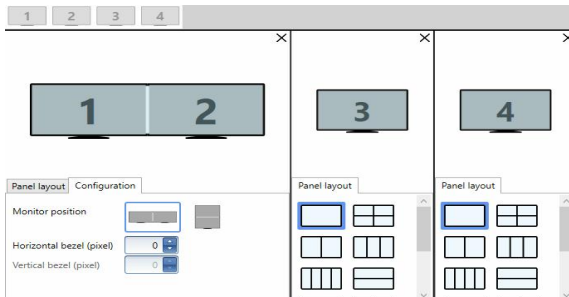 1 2 3 4
1 2
3
4
Panel layout Configuration
Monitor position
Horizontal bezel (pixel) 0
Vertical bezel (pixel) 0
Panel layout
Panel layout